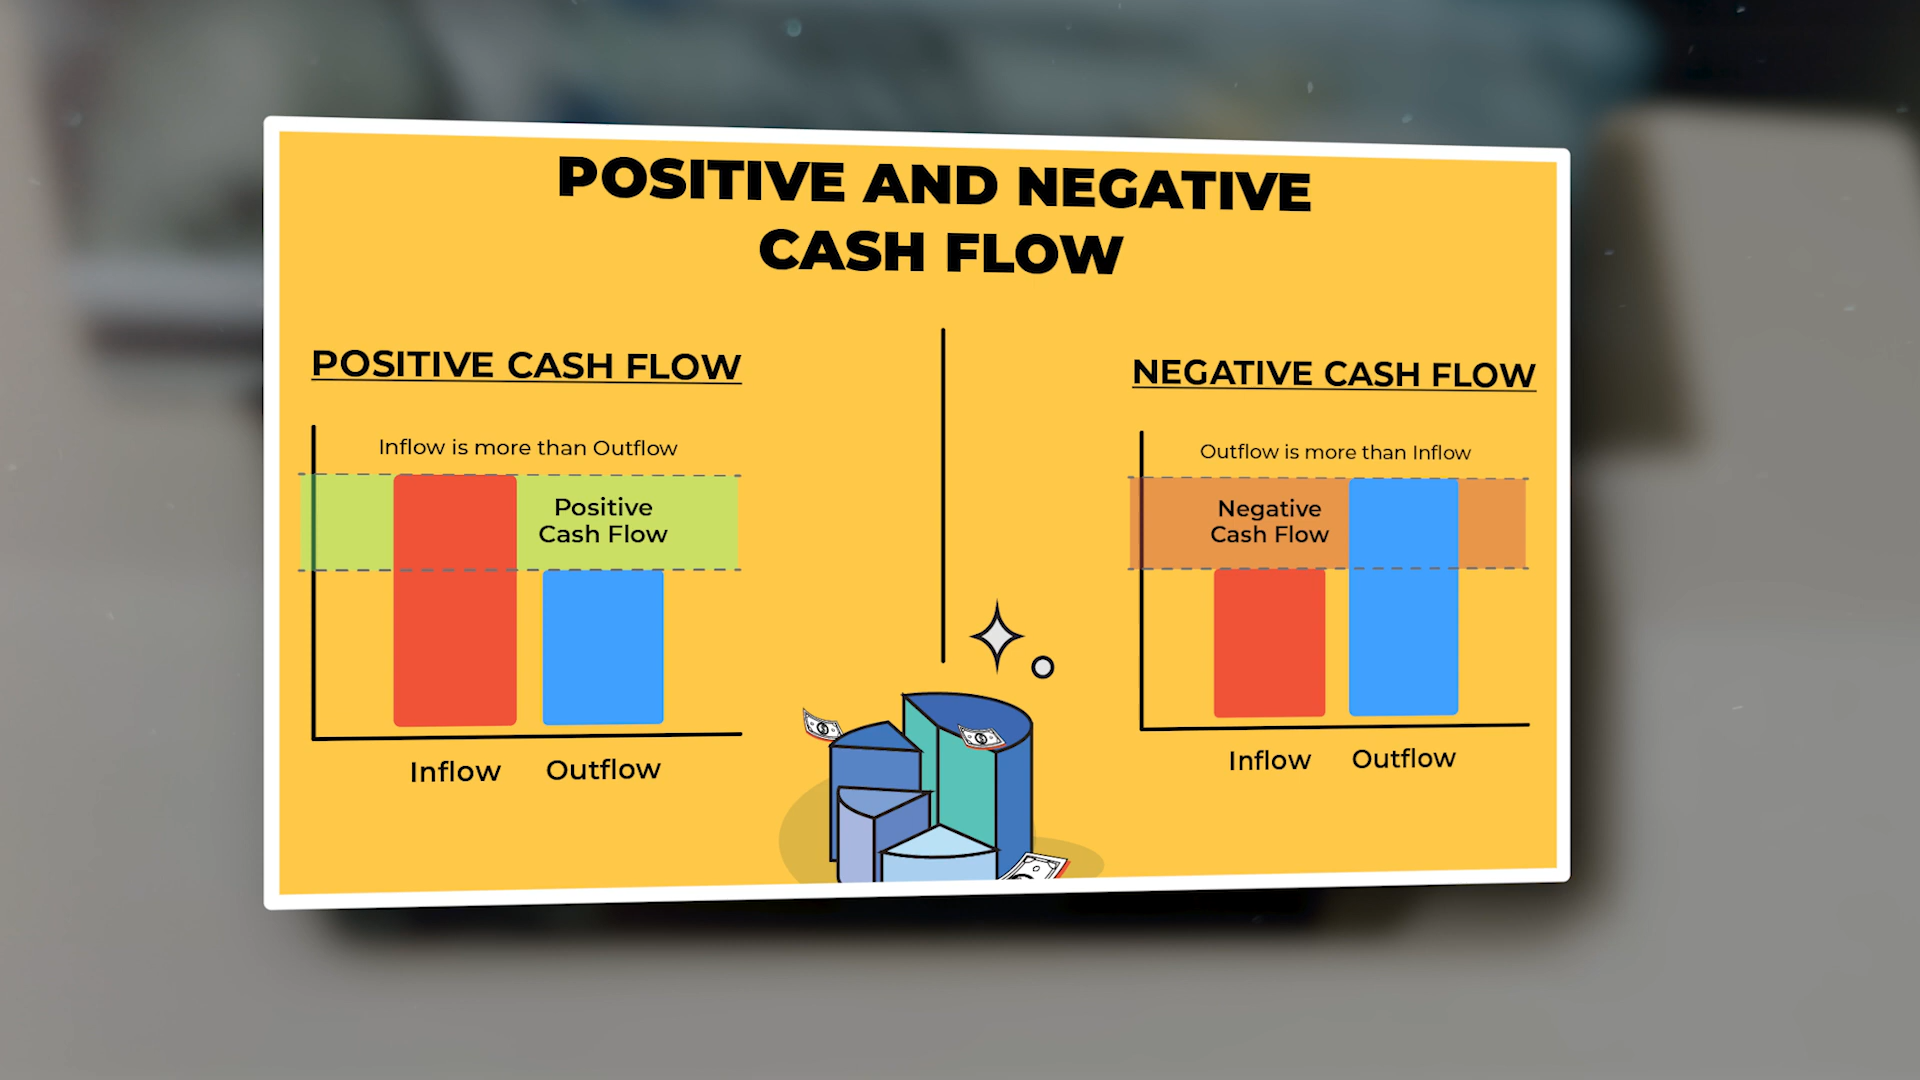 POSITIVE AND NEGATIVE
CASH FLOW
POSITIVE CASH FLOW
Inflow is more than Outflow
Positive
Cash Flow
Inflow
Outflow
NEGATIVE CASH FLOW
Outflow is more than Inflow
Negative
Cash Flow
Inflow
Outflow